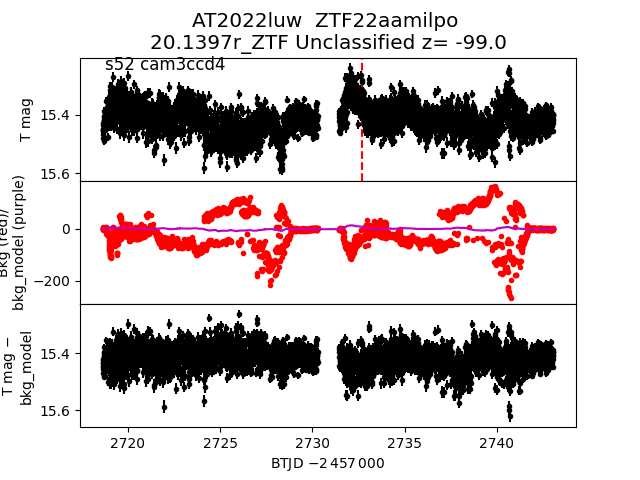 AT2022luw  ZTF22aamilpo
20.1397r_ZTF Unclassified z= -99.0
s52 cam3ccd4
T mag
15.4
15.6
Bkg (red)/
bkg_model (purple)
0
−200
T mag −
bkg_model
15.4
15.6
2720
2725
2730
2735
2740
BTJD −2 457 000